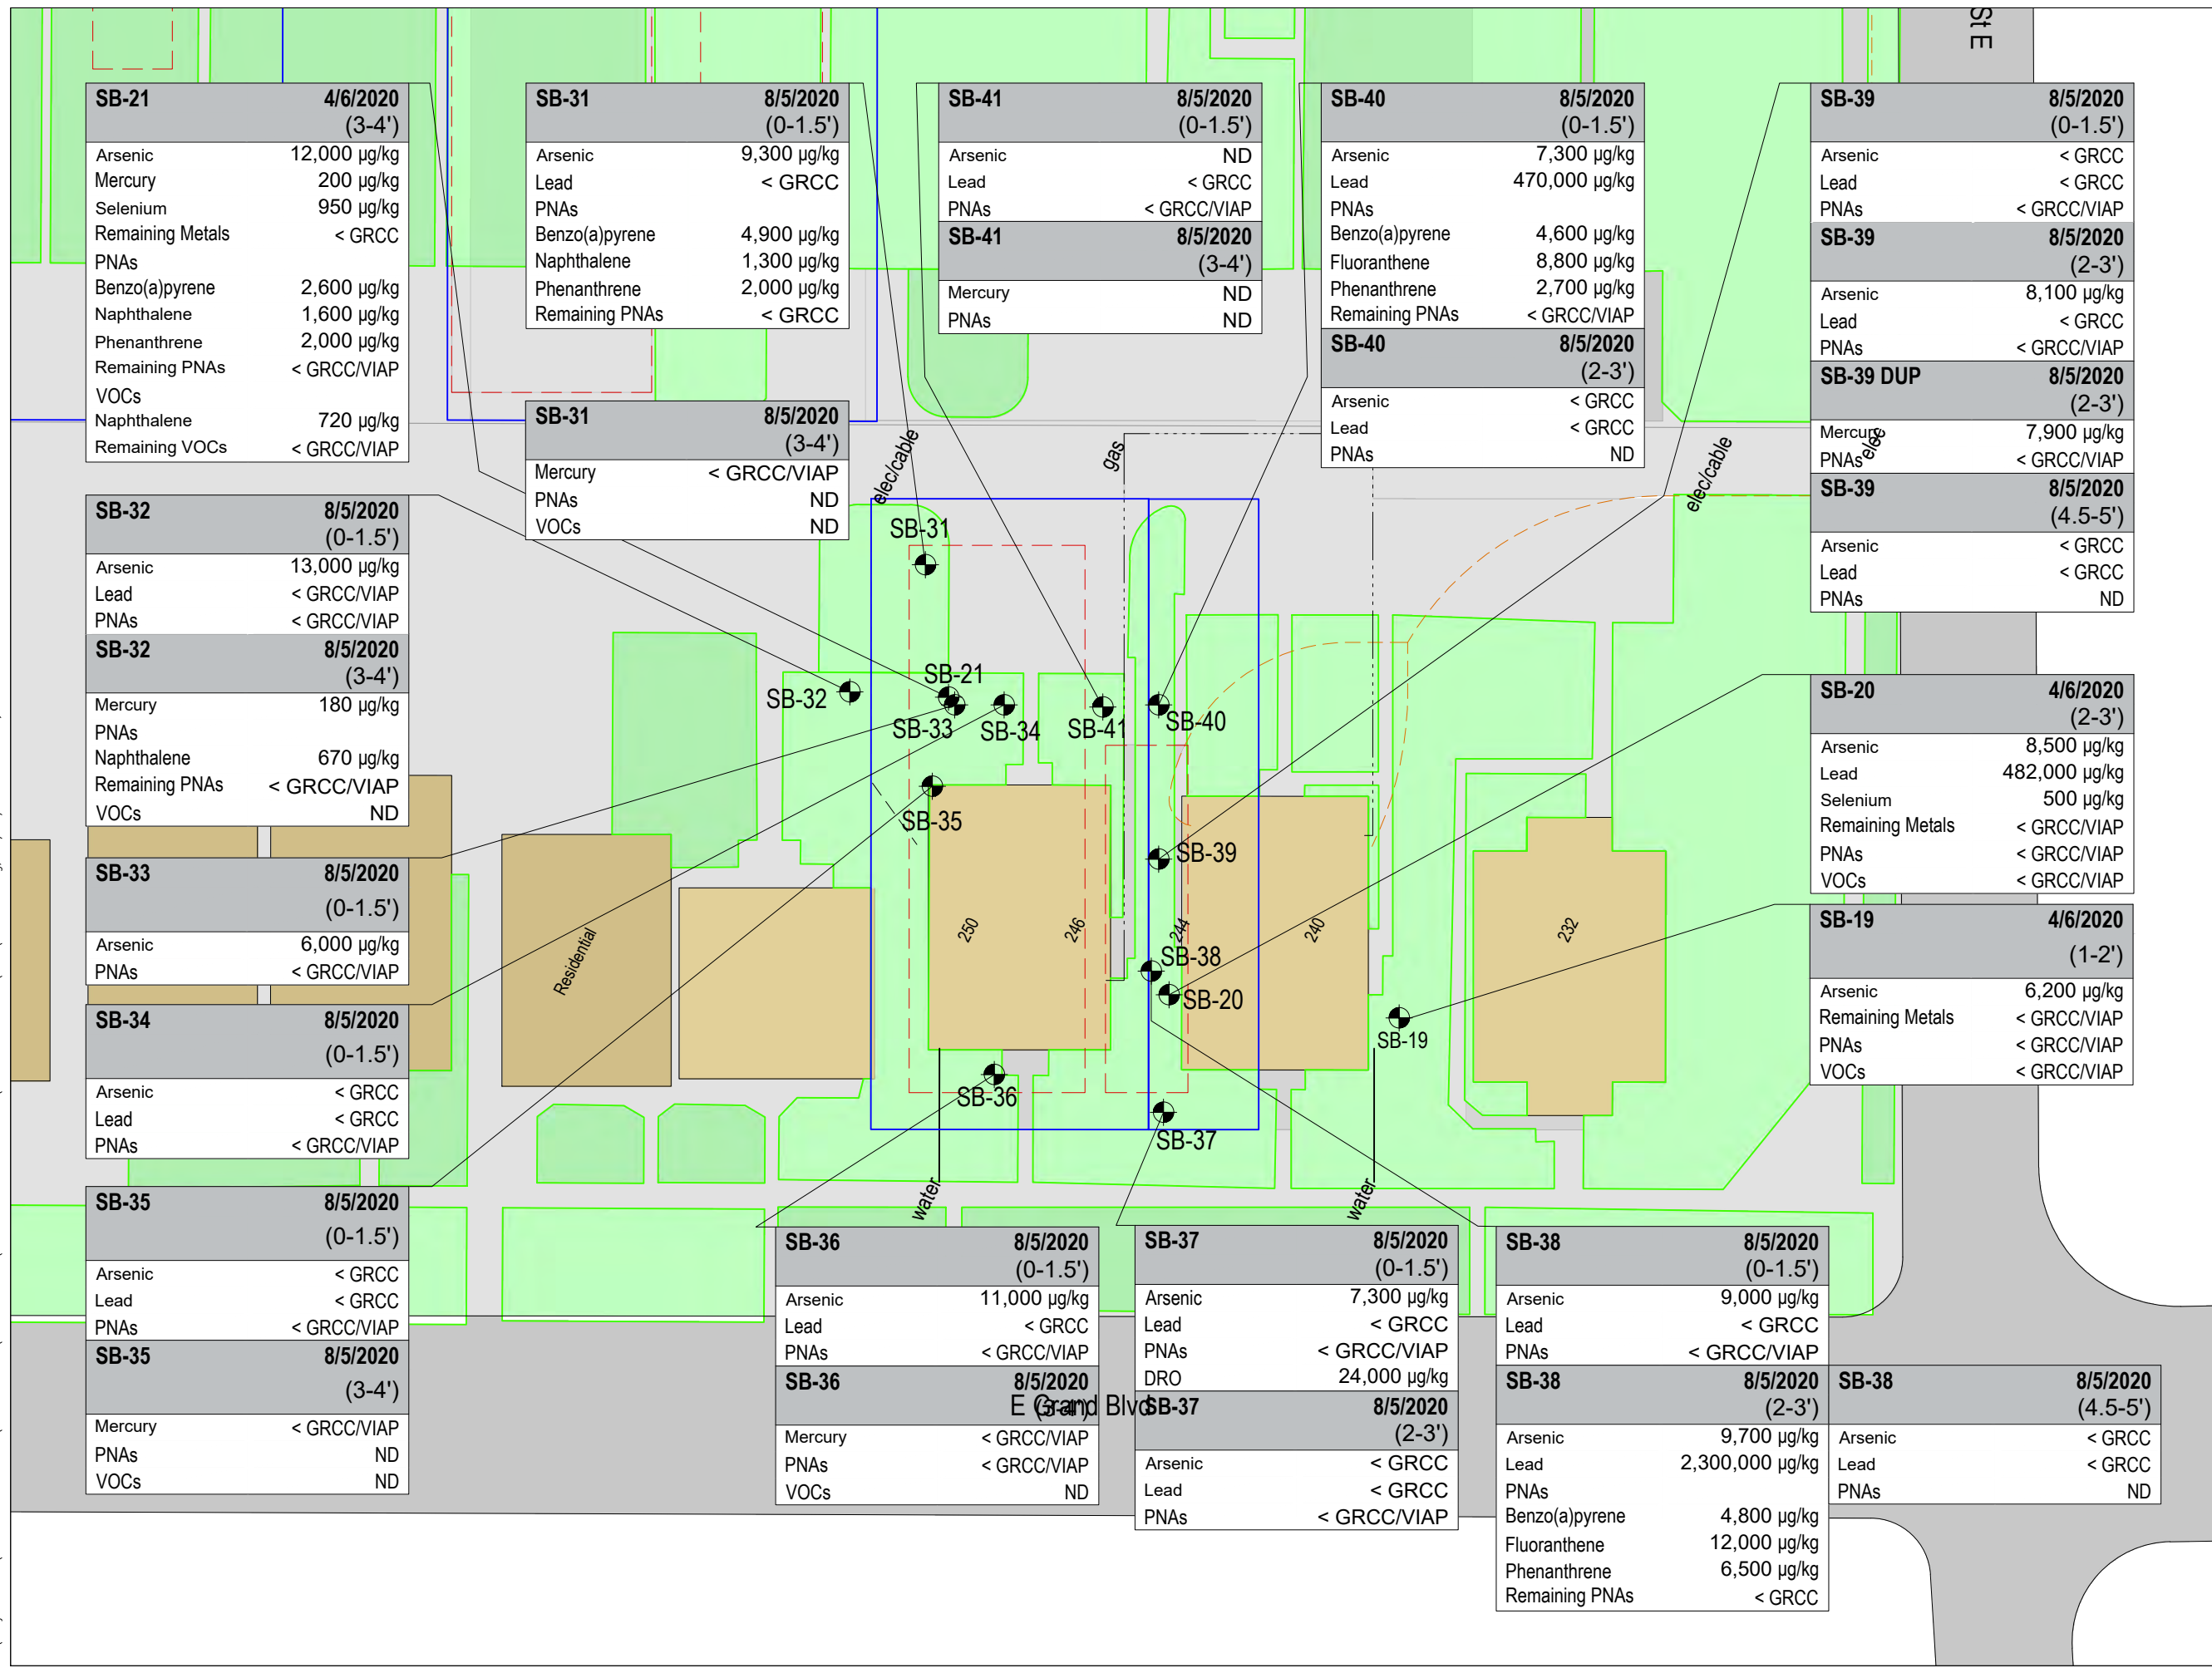 St E
SB-21 4/6/2020
(3-4')
Arsenic 12,000 µg/kg
Mercury 200 µg/kg
Selenium 950 µg/kg
Remaining Metals < GRCC
PNAs
Benzo(a)pyrene 2,600 µg/kg
Naphthalene 1,600 µg/kg
Phenanthrene 2,000 µg/kg
Remaining PNAs < GRCC/VIAP
VOCs
Naphthalene 720 µg/kg
Remaining VOCs < GRCC/VIAP
SB-31 8/5/2020
(0-1.5')
Arsenic 9,300 µg/kg
Lead < GRCC
PNAs
Benzo(a)pyrene 4,900 µg/kg
Naphthalene 1,300 µg/kg
Phenanthrene 2,000 µg/kg
Remaining PNAs < GRCC
SB-31 8/5/2020
(3-4')
Mercury < GRCC/VIAP
PNAs ND
VOCs ND
SB-41 8/5/2020
(0-1.5')
Arsenic ND
Lead < GRCC
PNAs < GRCC/VIAP
SB-41 8/5/2020
(3-4')
Mercury ND
PNAs ND
SB-40 8/5/2020
(0-1.5')
Arsenic 7,300 µg/kg
Lead 470,000 µg/kg
PNAs
Benzo(a)pyrene 4,600 µg/kg
Fluoranthene 8,800 µg/kg
Phenanthrene 2,700 µg/kg
Remaining PNAs < GRCC/VIAP
SB-40 8/5/2020
(2-3')
Arsenic < GRCC
Lead < GRCC
PNAs ND
SB-39 8/5/2020
(0-1.5')
Arsenic < GRCC
Lead < GRCC
PNAs < GRCC/VIAP
SB-39 8/5/2020
(2-3')
Arsenic 8,100 µg/kg
Lead < GRCC
PNAs < GRCC/VIAP
SB-39 DUP 8/5/2020
(2-3')
Mercury 7,900 µg/kg
PNAs < GRCC/VIAP
elec
SB-39 8/5/2020
(4.5-5')
Arsenic < GRCC
Lead < GRCC
PNAs ND
SB-32 8/5/2020
(0-1.5')
Arsenic 13,000 µg/kg
Lead < GRCC/VIAP
PNAs < GRCC/VIAP
SB-32 8/5/2020
(3-4')
Mercury 180 µg/kg
PNAs
Naphthalene 670 µg/kg
Remaining PNAs < GRCC/VIAP
VOCs ND
SB-33 8/5/2020
(0-1.5')
Arsenic 6,000 µg/kg
PNAs < GRCC/VIAP
SB-34 8/5/2020
(0-1.5')
Arsenic < GRCC
Lead < GRCC
PNAs < GRCC/VIAP
SB-35 8/5/2020
(0-1.5')
Arsenic < GRCC
Lead < GRCC
PNAs < GRCC/VIAP
SB-35 8/5/2020
(3-4')
Mercury < GRCC/VIAP
PNAs ND
VOCs ND
elec/cable
gas
elec/cable
SB-31
SB-21
SB-32
SB-33
SB-34
SB-41
SB-40
SB-35
SB-39
SB-38
SB-20
SB-19
SB-36
SB-37
Residential
250
246
244
240
232
water
water
SB-20 4/6/2020
(2-3')
Arsenic 8,500 µg/kg
Lead 482,000 µg/kg
Selenium 500 µg/kg
Remaining Metals < GRCC/VIAP
PNAs < GRCC/VIAP
VOCs < GRCC/VIAP
SB-19 4/6/2020
(1-2')
Arsenic 6,200 µg/kg
Remaining Metals < GRCC/VIAP
PNAs < GRCC/VIAP
VOCs < GRCC/VIAP
SB-36 8/5/2020
(0-1.5')
Arsenic 11,000 µg/kg
Lead < GRCC
PNAs < GRCC/VIAP
SB-36 8/5/2020
(3-4')
Mercury < GRCC/VIAP
PNAs < GRCC/VIAP
VOCs ND
E Grand Blvd
SB-37 8/5/2020
(0-1.5')
Arsenic 7,300 µg/kg
Lead < GRCC
PNAs < GRCC/VIAP
DRO 24,000 µg/kg
SB-37 8/5/2020
(2-3')
Arsenic < GRCC
Lead < GRCC
PNAs < GRCC/VIAP
SB-38 8/5/2020
(0-1.5')
Arsenic 9,000 µg/kg
Lead < GRCC
PNAs < GRCC/VIAP
SB-38 8/5/2020
(2-3')
Arsenic 9,700 µg/kg
Lead 2,300,000 µg/kg
PNAs
Benzo(a)pyrene 4,800 µg/kg
Fluoranthene 12,000 µg/kg
Phenanthrene 6,500 µg/kg
Remaining PNAs < GRCC
SB-38 8/5/2020
(4.5-5')
Arsenic < GRCC
Lead < GRCC
PNAs ND